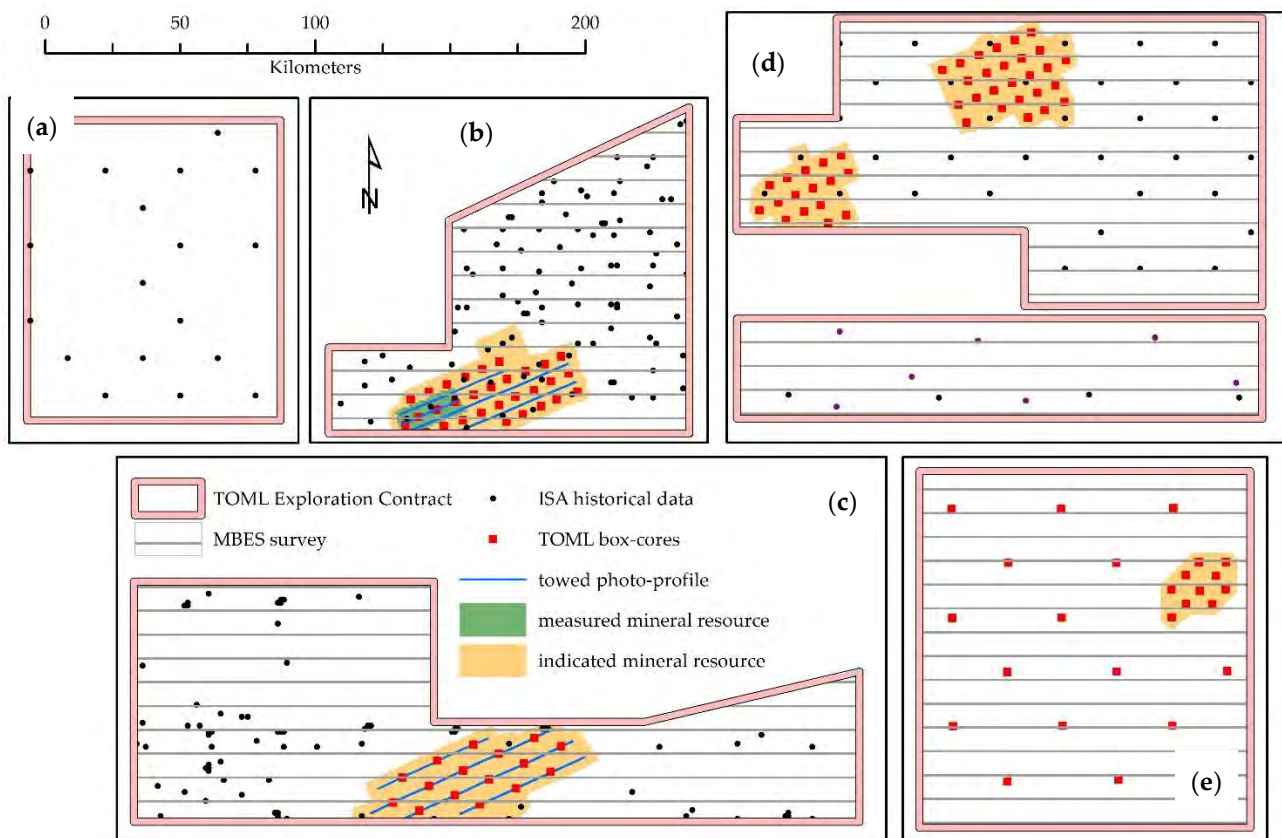 0 50 100 200
Kilometers
(a)
(b)
N
(d)
(c)
TOML Exploration Contract
MBES survey
ISA historical data
TOML box-cores
towed photo-profile
measured mineral resource
indicated mineral resource
(e)